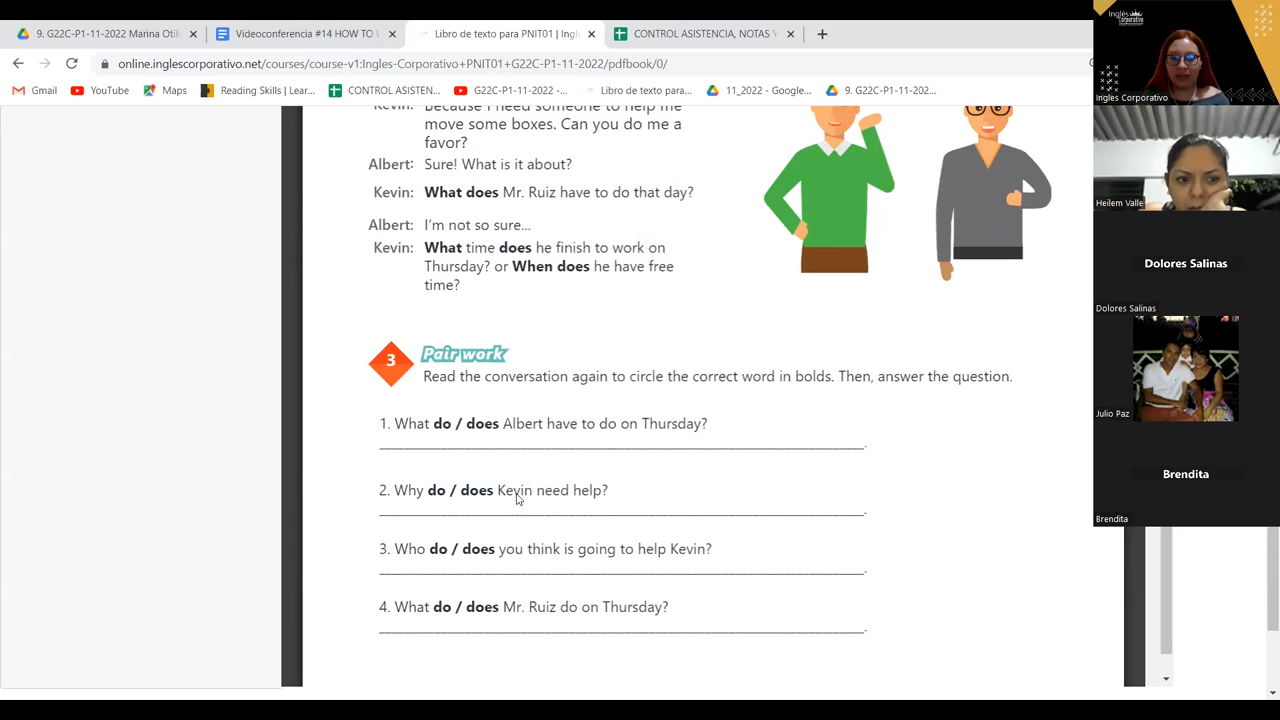 9. G22C-P1-11-2022 Marina Otil
Videoconferencia #14 HOW TO U
Libro de texto para PNIT01 | Ingl
CONTROL ASISTENCIA, NOTAS Y
online.inglescorporativo.net/courses/course-v1:Ingles-Corporativo+PNIT01+G22C-P1-11-2022/pdfbook/0/
Gmail
YouTube
Maps
Reading Skills | Lear...
CONTROL ASISTEN...
G22C-P1-11-2022 -...
Libro de texto para...
11_2022 - Google...
9. G22C-P1-11-202...
Kevin: Because I need someone to help me
move some boxes. Can you do me a
favor?
Albert: Sure! What is it about?
Kevin: What does Mr. Ruiz have to do that day?
Albert: I'm not so sure...
Kevin: What time does he finish to work on
Thursday? or When does he have free
time?
3 Pair work
Read the conversation again to circle the correct word in bolds. Then, answer the question.
1. What do / does Albert have to do on Thursday?
2. Why do / does Kevin need help?
3. Who do / does you think is going to help Kevin?
4. What do / does Mr. Ruiz do on Thursday?
Inglés
Corporativo
Ingles Corporativo
Heilem Valle
Dolores Salinas
Dolores Salinas
Julio Paz
Brendita
Brendita